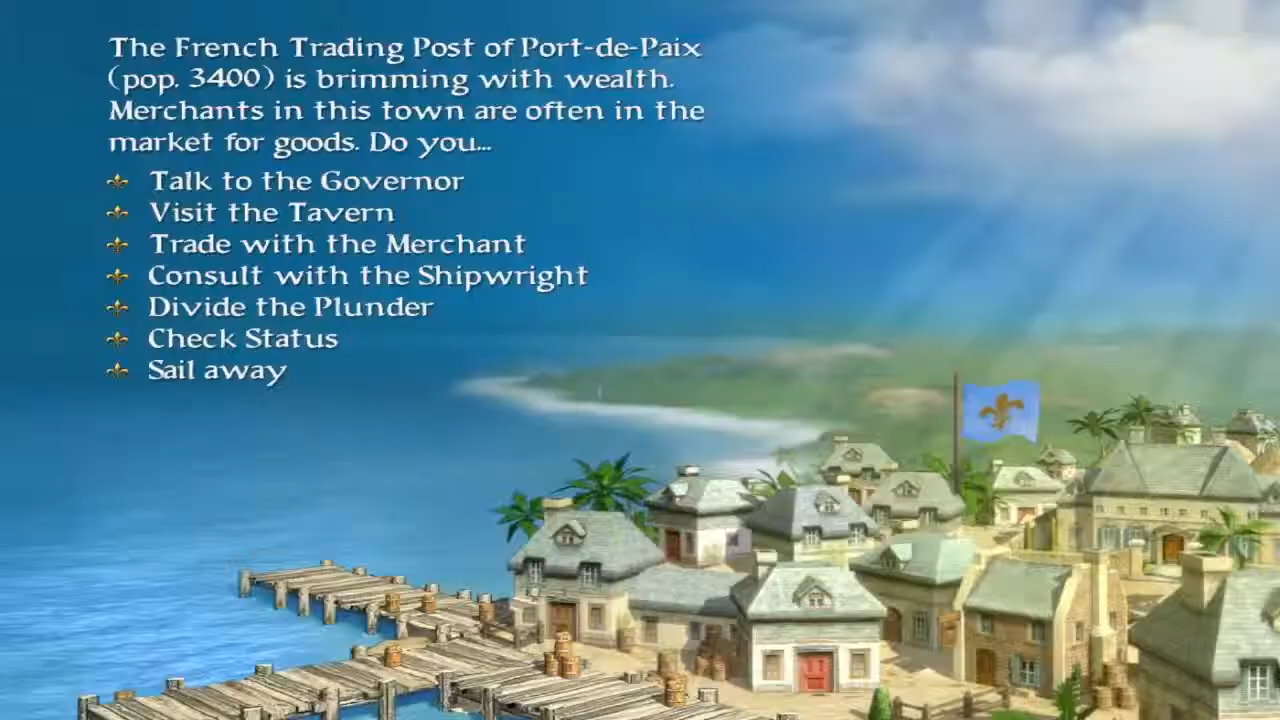 The French Trading Post of Port-de-Paix
(pop. 3400) is brimming with wealth.
Merchants in this town are often in the
market for goods. Do you...
Talk to the Governor
Visit the Tavern
Trade with the Merchant
Consult with the Shipwright
Divide the Plunder
Check Status
Sail away